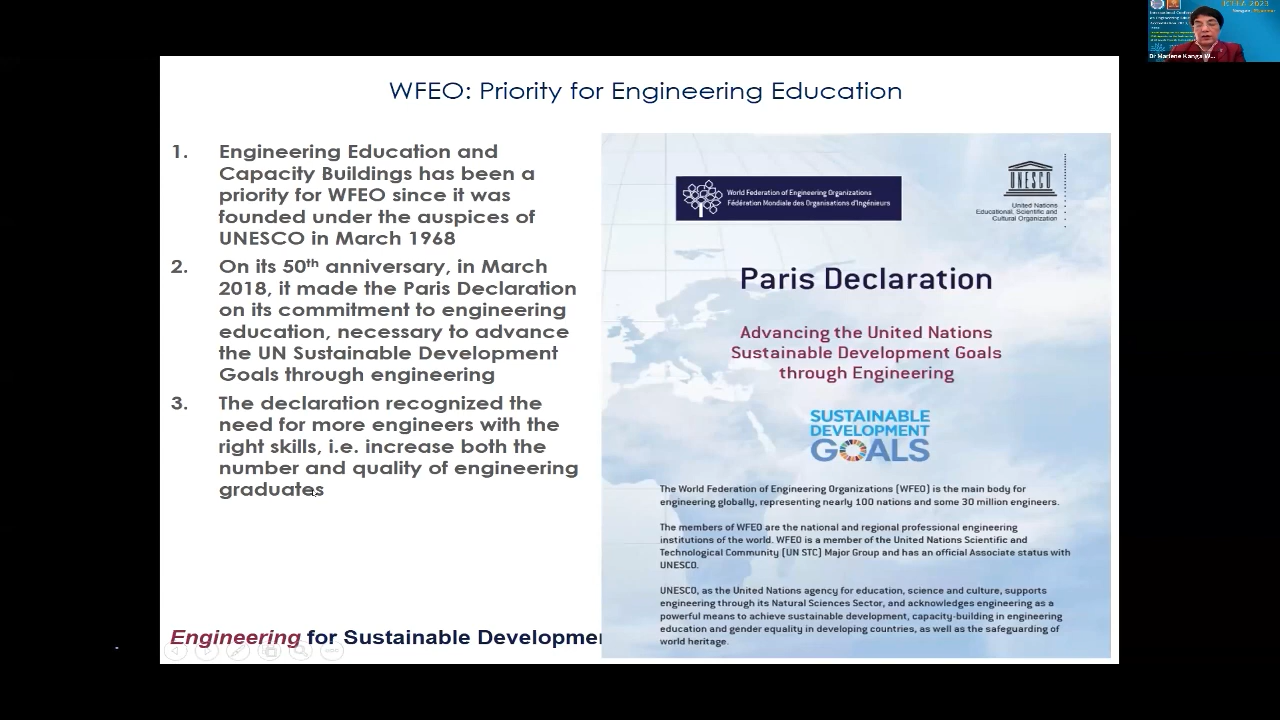 WFEO: Priority for Engineering Education
1. Engineering Education and
Capacity Buildings has been a
priority for WFEO since it was
founded under the auspices of
UNESCO in March 1968
2. On its 50th anniversary, in March
2018, it made the Paris Declaration
on its commitment to engineering
education, necessary to advance
the UN Sustainable Development
Goals through engineering
3. The declaration recognized the
need for more engineers with the
right skills, i.e. increase both the
number and quality of engineering
graduates
Engineering for Sustainable Developmen
World Federation of Engineering Organizations
Fédération Mondiale des Organisations d'Ingénieurs
UNESCO
United Nations
Educational, Scientific and
Cultural Organization
Paris Declaration
Advancing the United Nations
Sustainable Development Goals
through Engineering
SUSTAINABLE
DEVELOPMENT
GOALS
The World Federation of Engineering Organizations (WFEO) is the main body for
engineering globally, representing nearly 100 nations and some 30 million engineers.
The members of WFEO are the national and regional professional engineering
institutions of the world. WFEO is a member of the United Nations Scientific and
Technological Community (UN STC) Major Group and has an official Associate status with
UNESCO.
UNESCO, as the United Nations agency for education, science and culture, supports
engineering through its Natural Sciences Sector, and acknowledges engineering as a
powerful means to achieve sustainable development, capacity-building in engineering
education and gender equality in developing countries, as well as the safeguarding of
world heritage.
Dr Marlene Kanga W...